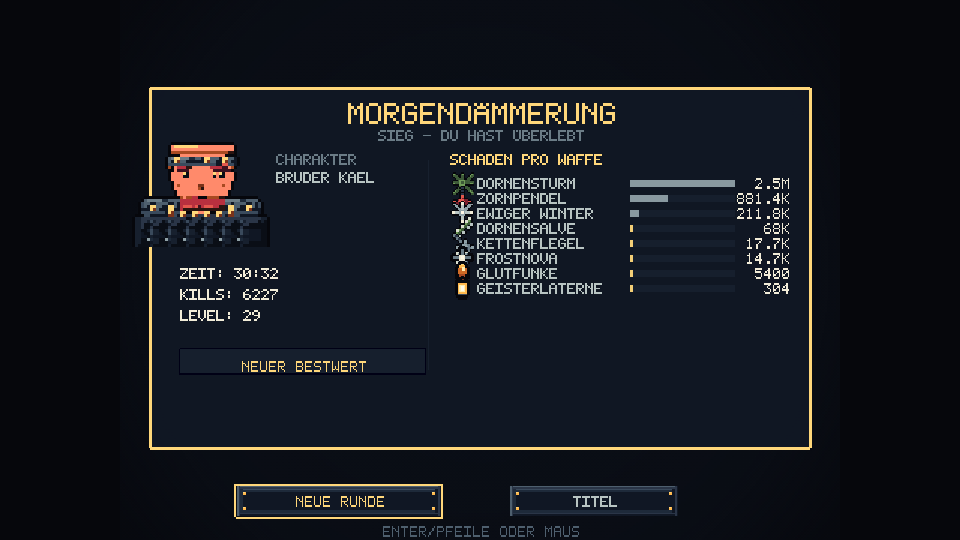 MORGENDÄMMERUNG
SIEG - DU HAST ÜBERLEBT
CHARAKTER
BRUDER KAEL
ZEIT: 30:32
KILLS: 6227
LEVEL: 29
NEUER BESTWERT
SCHADEN PRO WAFFE
DORNENSTURM 2.5M
ZORNPENDEL 881.4K
EWIGER WINTER 211.8K
DORNENSALVE 68K
KETTENFLEGEL 17.7K
FROSTNOVA 14.7K
GLUTFUNKE 5400
GEISTERLATERNE 304
NEUE RUNDE
TITEL
ENTER/PFEILE ODER MAUS